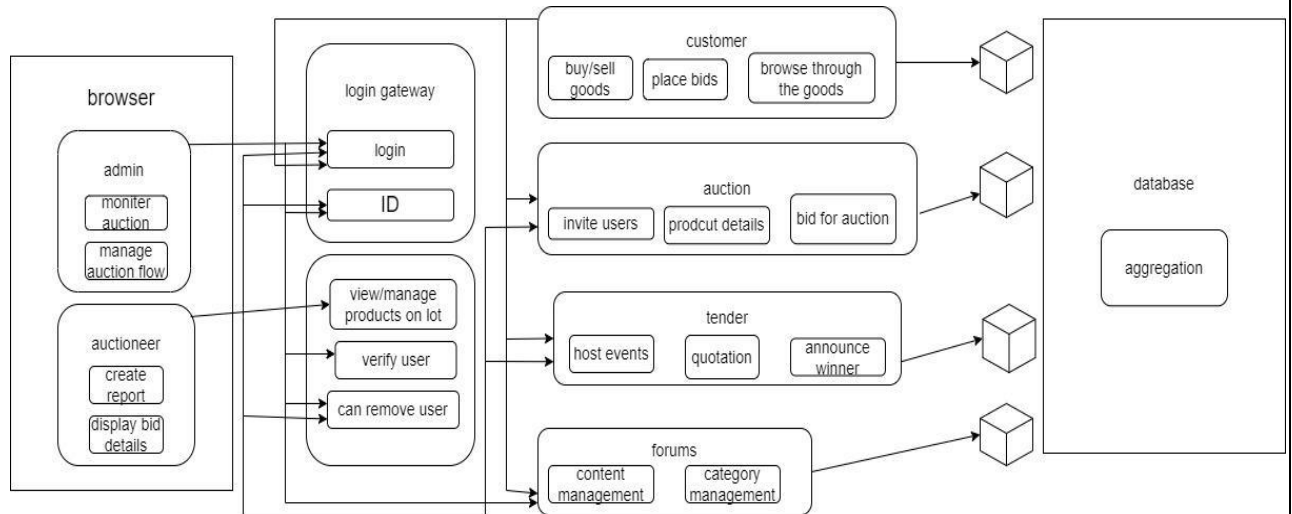 browser
admin
moniter
auction
manage
auction flow
auctioneer
create
report
display bid
details
login gateway
login
ID
view/manage
products on lot
verify user
can remove user
customer
buy/sell
goods
place bids
browse through
the goods
auction
invite users
prodcut details
bid for auction
tender
host events
quotation
announce
winner
forums
content
management
category
management
database
aggregation